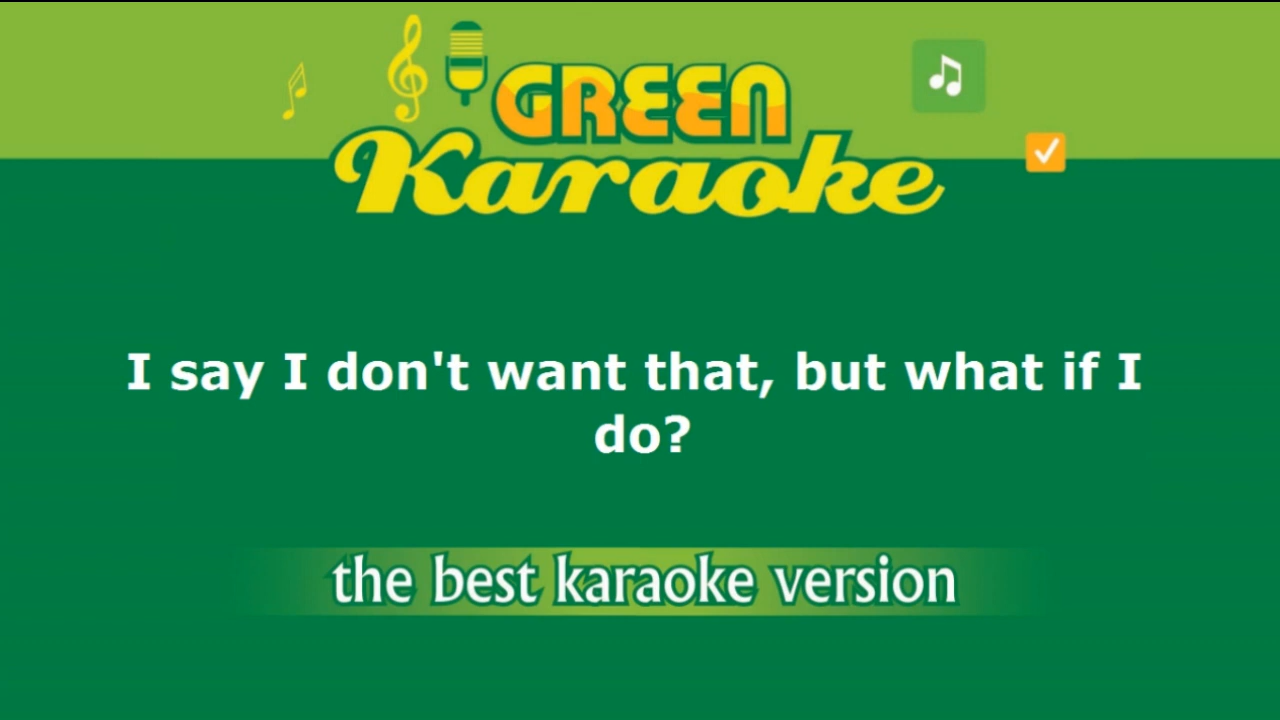 GREEN
Karaoke
I say I don't want that, but what if I
do?
the best karaoke version